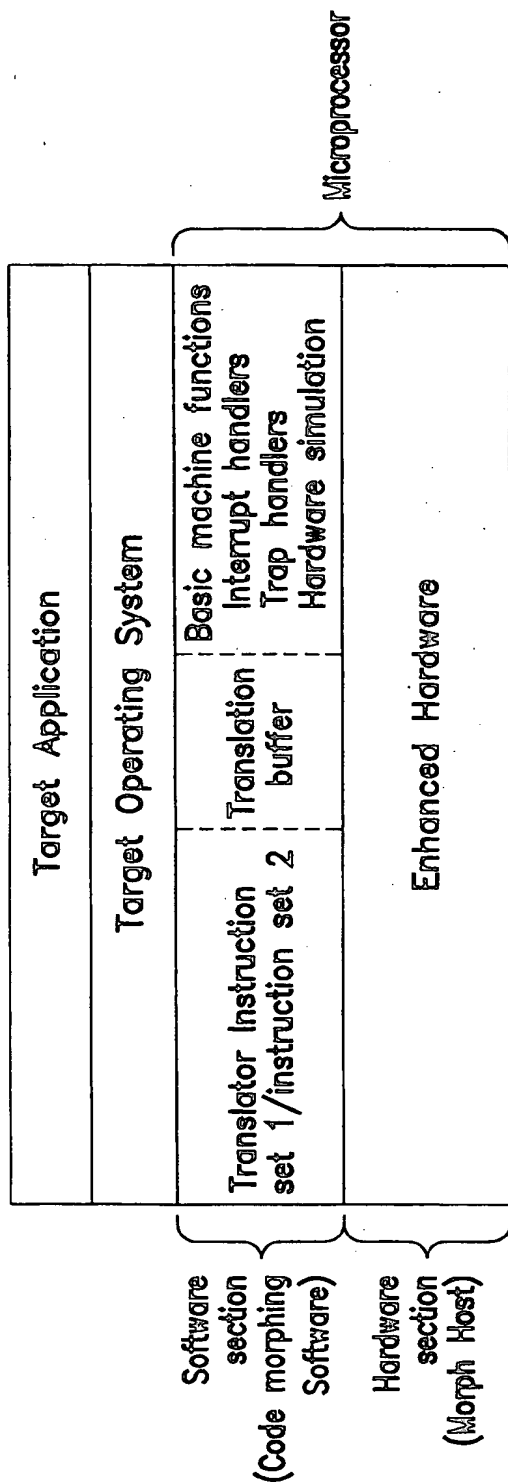 Target Application
Target Operating System
Software
section
(Code morphing
Software)
Translator Instruction
set 1/instruction set 2
Translation
buffer
Basic machine functions
Interrupt handlers
Trap handlers
Hardware simulation
Microprocessor
Hardware
section
(Morph Host)
Enhanced Hardware